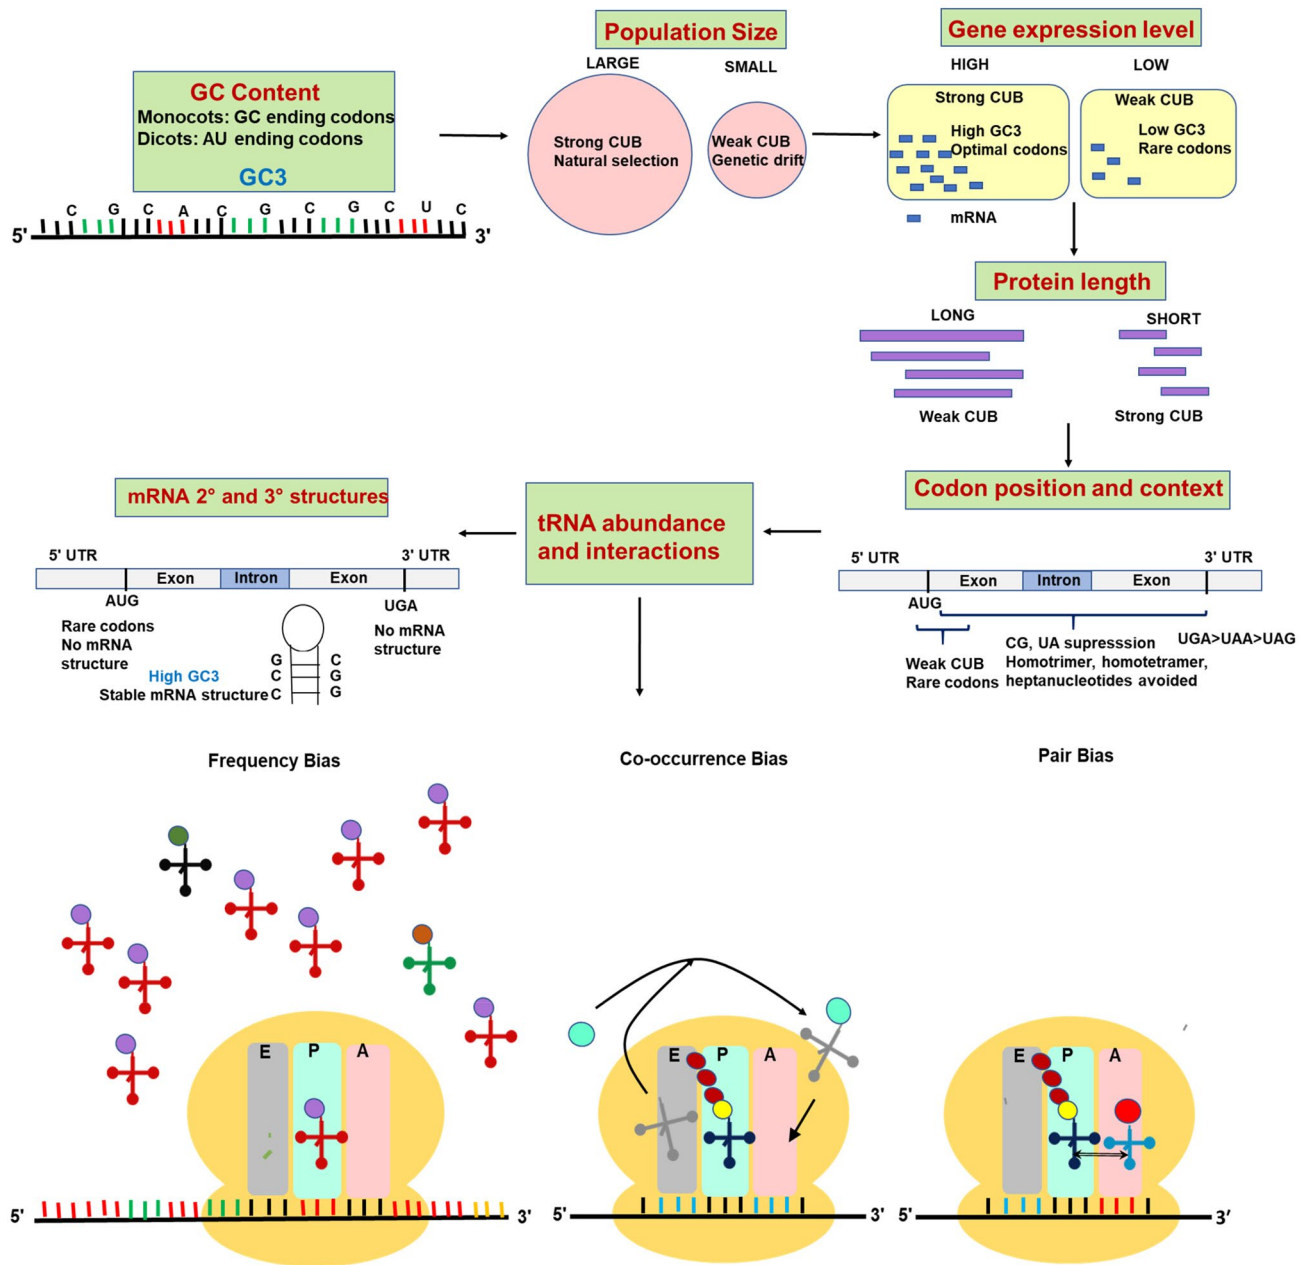 GC Content
Monocots: GC ending codons
Dicots: AU ending codons
GC3
C G C A C G C G C U C
5' 3'
Population Size
LARGE SMALL
Strong CUB
Natural selection
Weak CUB
Genetic drift
Gene expression level
HIGH LOW
Strong CUB
High GC3
Optimal codons
Weak CUB
Low GC3
Rare codons
mRNA
Protein length
LONG SHORT
Weak CUB Strong CUB
Codon position and context
5' UTR 3' UTR
Exon Intron Exon
AUG
Weak CUB
Rare codons
CG, UA supresssion
Homotrimer, homotetramer,
heptanucleotides avoided
UGA>UAA>UAG
tRNA abundance
and interactions
mRNA 2° and 3° structures
5' UTR 3' UTR
Exon Intron Exon
AUG UGA
Rare codons
No mRNA
structure
No mRNA
structure
High GC3
Stable mRNA structure
G C
C G
C G
Frequency Bias
E P A
5' 3'
Co-occurrence Bias
E P A
5' 3'
Pair Bias
E P A
5' 3'